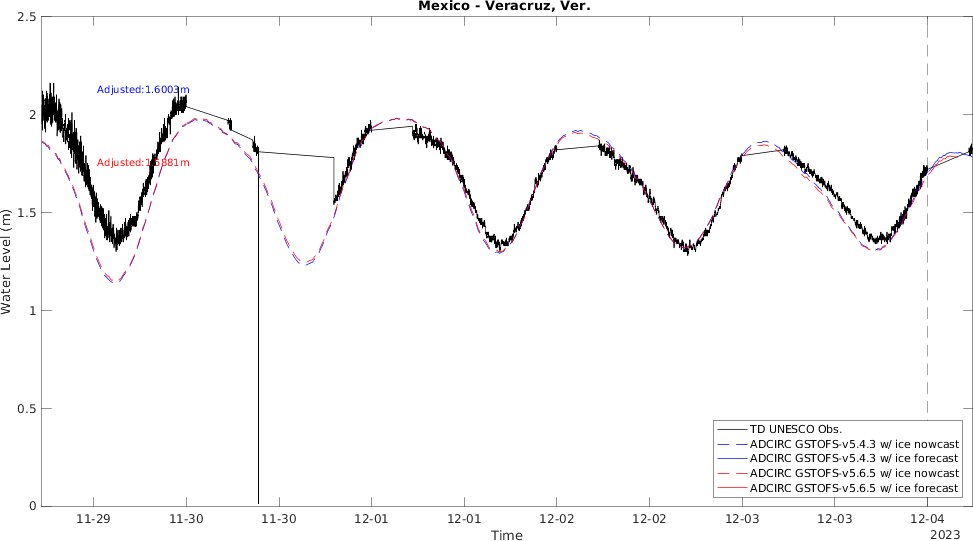 Mexico - Veracruz, Ver.
2.5
2
1.5
1
0.5
0
Water Level (m)
Adjusted:1.6003m
Adjusted:1.5881m
TD UNESCO Obs.
ADCIRC GSTOFS-v5.4.3 w/ ice nowcast
ADCIRC GSTOFS-v5.4.3 w/ ice forecast
ADCIRC GSTOFS-v5.6.5 w/ ice nowcast
ADCIRC GSTOFS-v5.6.5 w/ ice forecast
11-29 11-30 11-30 12-01 12-01 12-02 12-02 12-03 12-03 12-04
Time
2023